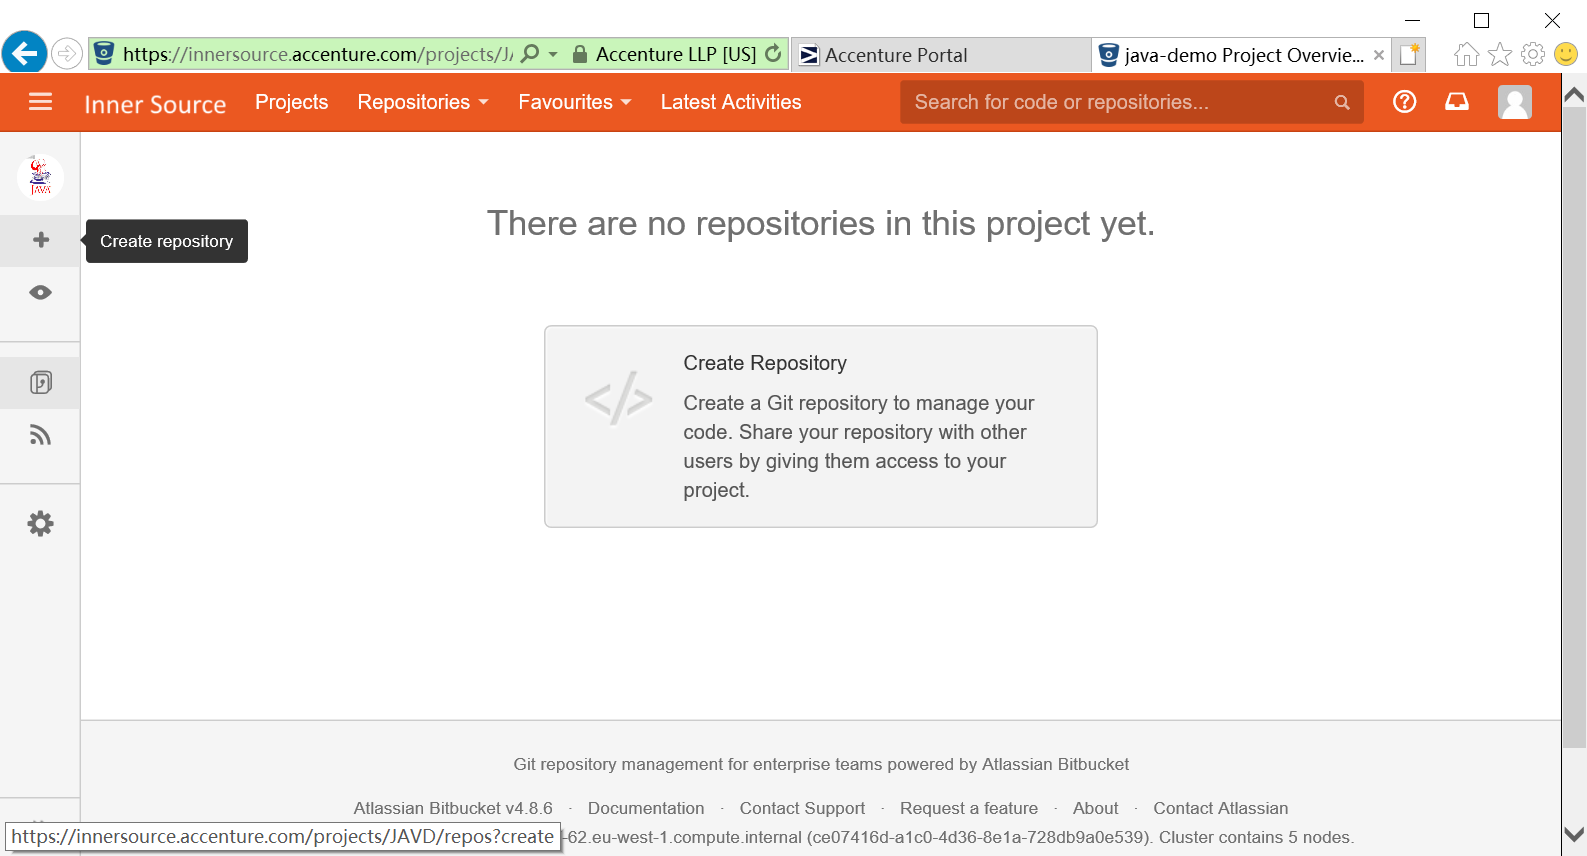 https://innersource.accenture.com/projects/J Accenture LLP [US] Accenture Portal java-demo Project Overvie...
Inner Source Projects Repositories Favourites Latest Activities Search for code or repositories...
JAVA
Create repository
There are no repositories in this project yet.
</>
Create Repository
Create a Git repository to manage your
code. Share your repository with other
users by giving them access to your
project.
Git repository management for enterprise teams powered by Atlassian Bitbucket
Atlassian Bitbucket v4.8.6 · Documentation · Contact Support · Request a feature · About · Contact Atlassian
https://innersource.accenture.com/projects/JAVD/repos?create
-62.eu-west-1.compute.internal (ce07416d-a1c0-4d36-8e1a-728db9a0e539). Cluster contains 5 nodes.